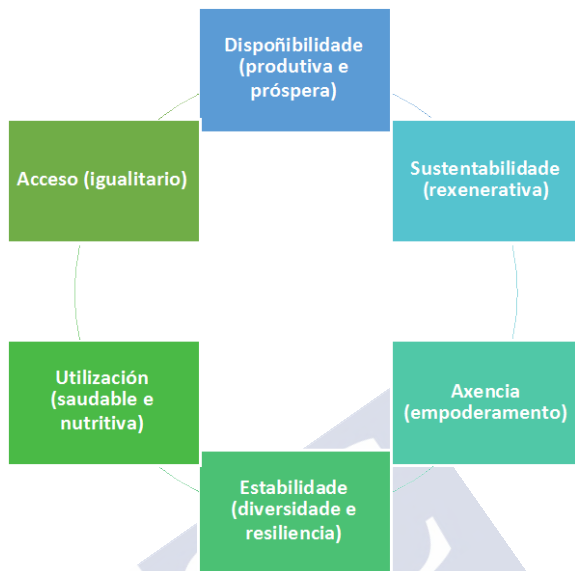 Dispoñibilidade
(produtiva e
próspera)
Sustentabilidade
(rexenerativa)
Axencia
(empoderamento)
Estabilidade
(diversidade e
resiliencia)
Utilización
(saudable e
nutritiva)
Acceso (igualitario)